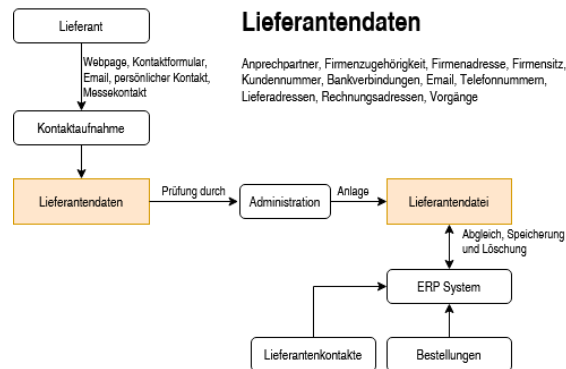 Lieferantendaten
Lieferant
Anprechpartner, Firmenzugehörigkeit, Firmenadresse, Firmensitz,
Kundennummer, Bankverbindungen, Email, Telefonnummern,
Lieferadressen, Rechnungsadressen, Vorgänge
Webpage, Kontaktformular,
Email, persönlicher Kontakt,
Messekontakt
Kontaktaufnahme
Lieferantendaten
Prüfung durch
Administration
Anlage
Lieferantendatei
Abgleich, Speicherung
und Löschung
ERP System
Lieferantenkontakte
Bestellungen